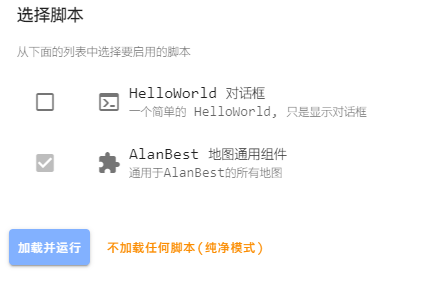 选择脚本
从下面的列表中选择要启用的脚本
HelloWorld 对话框
一个简单的 HelloWorld, 只是显示对话框
AlanBest 地图通用组件
通用于AlanBest的所有地图
加载并运行
不加载任何脚本(纯净模式)